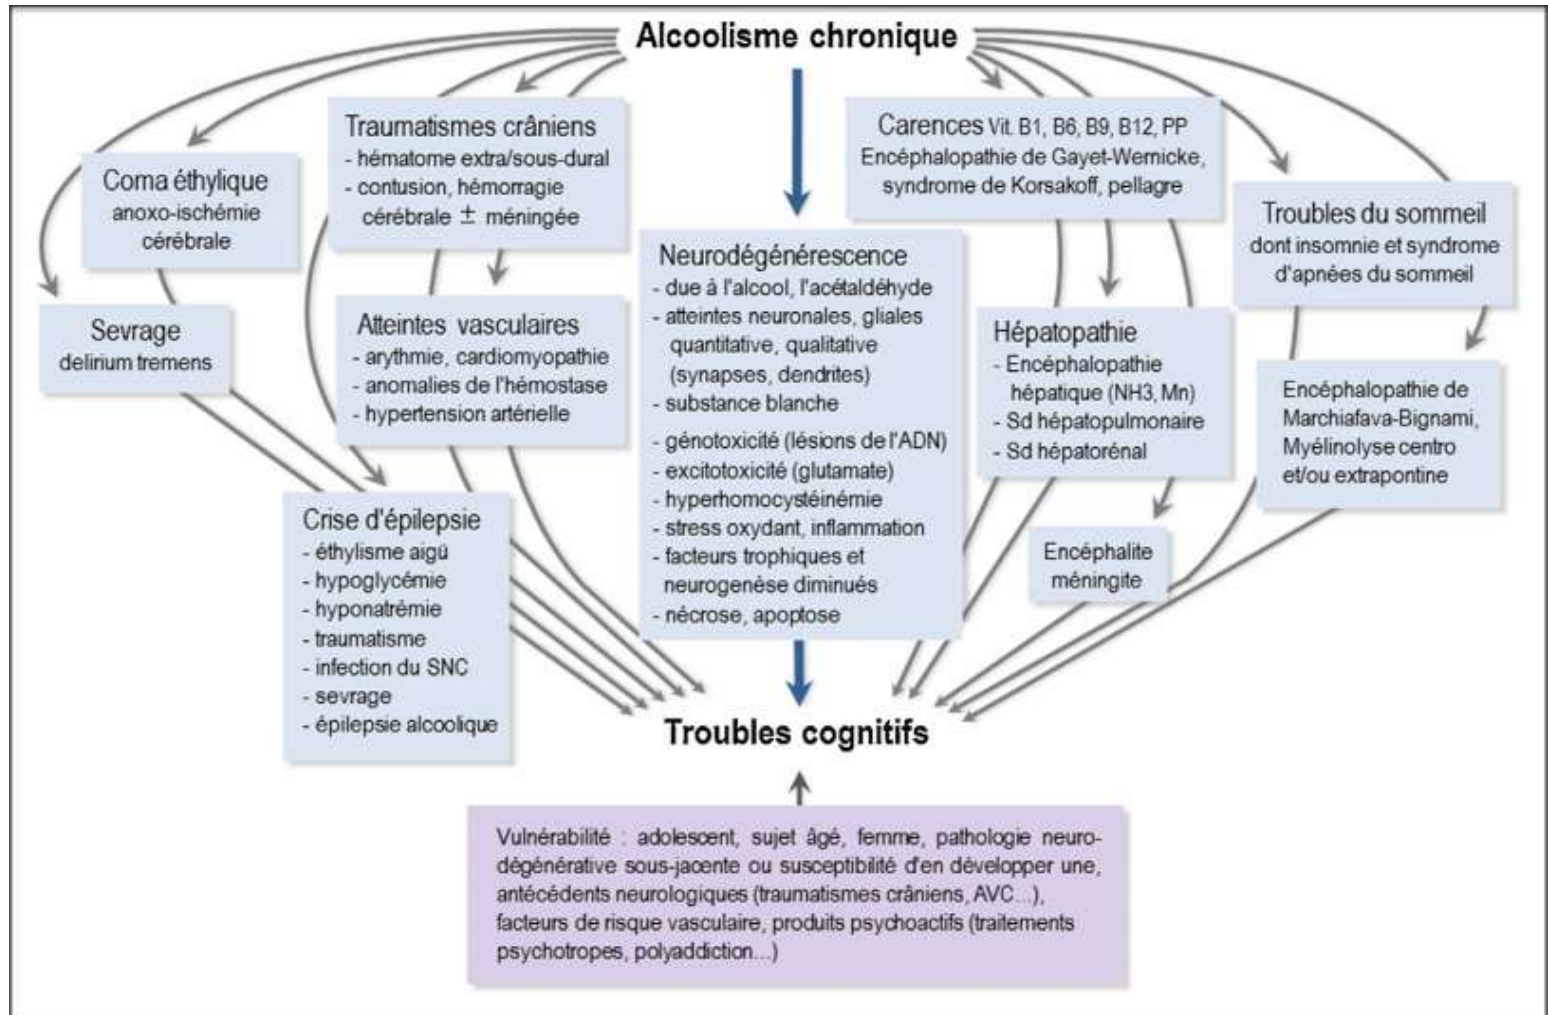 Alcoolisme chronique
Traumatismes crâniens
- hématome extra/sous-dural
- contusion, hémorragie
cérébrale ± méningée
Carences Vit. B1, B6, B9, B12, PP
Encéphalopathie de Gayet-Wernicke,
syndrome de Korsakoff, pellagre
Coma éthylique
anoxo-ischémie
cérébrale
Troubles du sommeil
dont insomnie et syndrome
d'apnées du sommeil
Sevrage
delirium tremens
Atteintes vasculaires
- arythmie, cardiomyopathie
- anomalies de l'hémostase
- hypertension artérielle
Neurodégénérescence
- due à l'alcool, l'acétaldéhyde
- atteintes neuronales, gliales
quantitative, qualitative
(synapses, dendrites)
- substance blanche
- génotoxicité (lésions de l'ADN)
- excitotoxicité (glutamate)
- hyperhomocystéinémie
- stress oxydant, inflammation
- facteurs trophiques et
neurogenèse diminués
- nécrose, apoptose
Hépatopathie
- Encéphalopathie
hépatique (NH3, Mn)
- Sd hépatopulmonaire
- Sd hépatorénal
Encéphalopathie de
Marchiafava-Bignami,
Myélinolyse centro
et/ou extrapontine
Crise d'épilepsie
- éthylisme aigü
- hypoglycémie
- hyponatrémie
- traumatisme
- infection du SNC
- sevrage
- épilepsie alcoolique
Encéphalite
méningite
Troubles cognitifs
Vulnérabilité : adolescent, sujet âgé, femme, pathologie neuro-
dégénérative sous-jacente ou susceptibilité d'en développer une,
antécédents neurologiques (traumatismes crâniens, AVC...),
facteurs de risque vasculaire, produits psychoactifs (traitements
psychotropes, polyaddiction...)